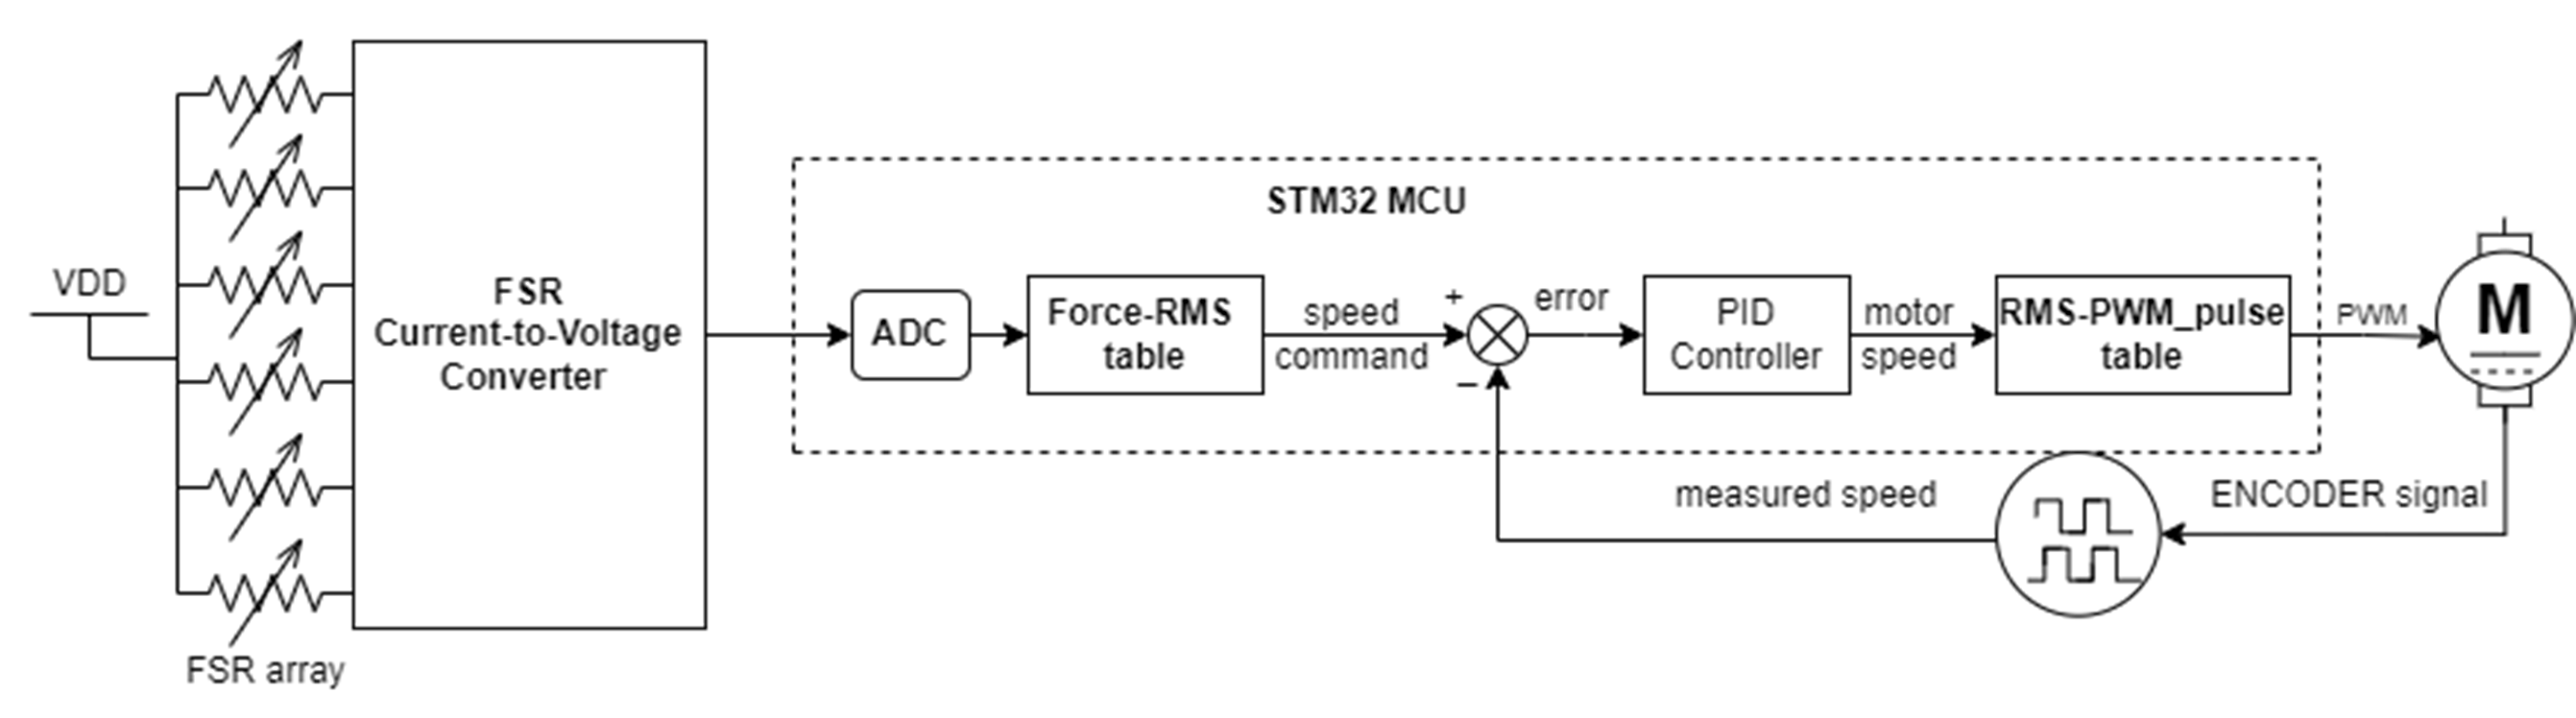 VDD
FSR array
FSR
Current-to-Voltage
Converter
STM32 MCU
ADC
Force-RMS
table
speed
command
+
−
error
PID
Controller
motor
speed
RMS-PWM_pulse
table
PWM
M
measured speed
ENCODER signal